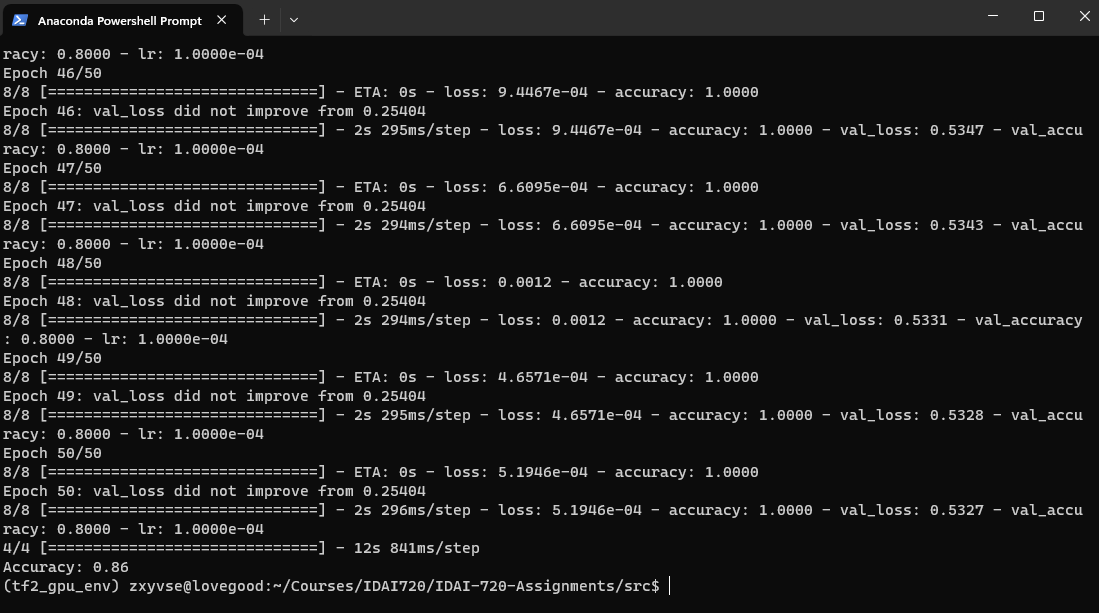 Anaconda Powershell Prompt
racy: 0.8000 - lr: 1.0000e-04
Epoch 46/50
8/8 [==============================] - ETA: 0s - loss: 9.4467e-04 - accuracy: 1.0000
Epoch 46: val_loss did not improve from 0.25404
8/8 [==============================] - 2s 295ms/step - loss: 9.4467e-04 - accuracy: 1.0000 - val_loss: 0.5347 - val_accu
racy: 0.8000 - lr: 1.0000e-04
Epoch 47/50
8/8 [==============================] - ETA: 0s - loss: 6.6095e-04 - accuracy: 1.0000
Epoch 47: val_loss did not improve from 0.25404
8/8 [==============================] - 2s 294ms/step - loss: 6.6095e-04 - accuracy: 1.0000 - val_loss: 0.5343 - val_accu
racy: 0.8000 - lr: 1.0000e-04
Epoch 48/50
8/8 [==============================] - ETA: 0s - loss: 0.0012 - accuracy: 1.0000
Epoch 48: val_loss did not improve from 0.25404
8/8 [==============================] - 2s 294ms/step - loss: 0.0012 - accuracy: 1.0000 - val_loss: 0.5331 - val_accuracy
: 0.8000 - lr: 1.0000e-04
Epoch 49/50
8/8 [==============================] - ETA: 0s - loss: 4.6571e-04 - accuracy: 1.0000
Epoch 49: val_loss did not improve from 0.25404
8/8 [==============================] - 2s 295ms/step - loss: 4.6571e-04 - accuracy: 1.0000 - val_loss: 0.5328 - val_accu
racy: 0.8000 - lr: 1.0000e-04
Epoch 50/50
8/8 [==============================] - ETA: 0s - loss: 5.1946e-04 - accuracy: 1.0000
Epoch 50: val_loss did not improve from 0.25404
8/8 [==============================] - 2s 296ms/step - loss: 5.1946e-04 - accuracy: 1.0000 - val_loss: 0.5327 - val_accu
racy: 0.8000 - lr: 1.0000e-04
4/4 [==============================] - 12s 841ms/step
Accuracy: 0.86
(tf2_gpu_env) zxyvse@lovegood:~/Courses/IDAI720/IDAI-720-Assignments/src$